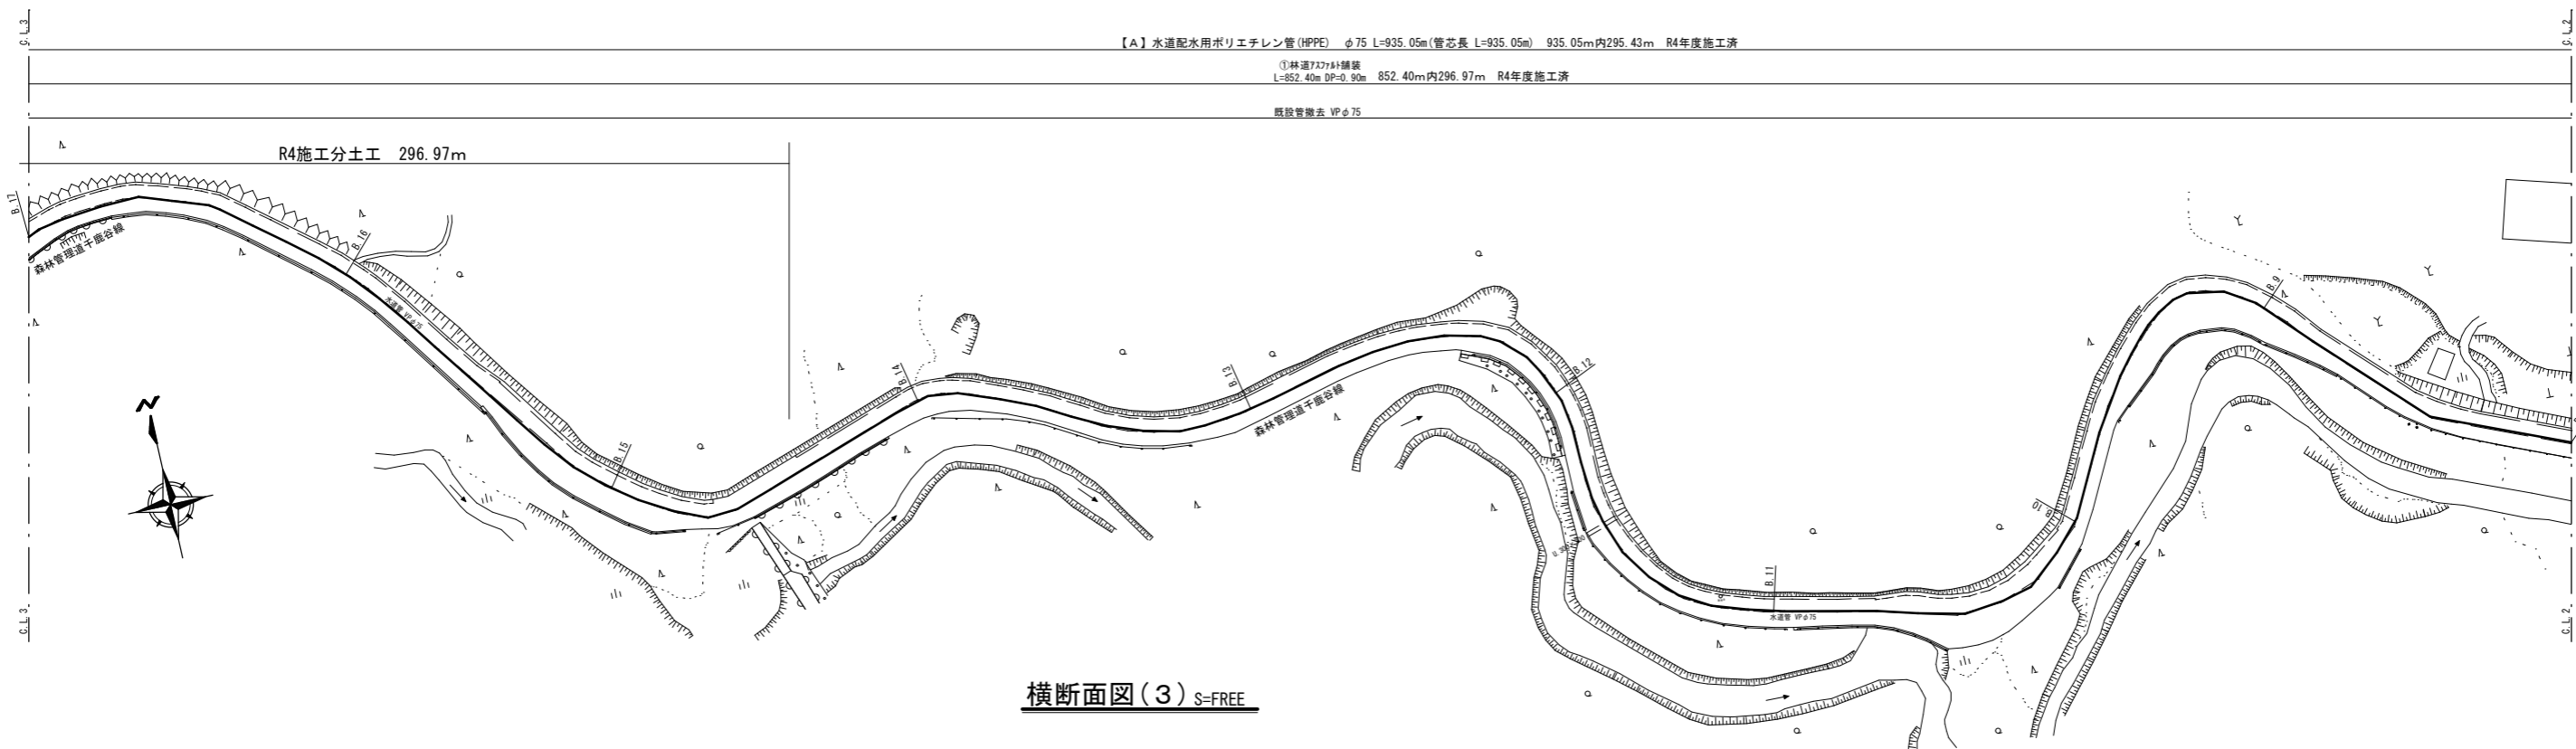 C.L.3
C.L.2
【A】水道配水用ポリエチレン管(HPPE) φ75 L=935.05m(管芯長 L=935.05m) 935.05m内295.43m R4年度施工済
①林道ｱｽﾌｧﾙﾄ舗装
L=852.40m DP=0.90m 852.40m内296.97m R4年度施工済
既設管撤去 VPφ75
R4施工分土工 296.97m
B.17
森林管理道千鹿谷線
B.16
水道管 VPφ75
B.15
B.14
B.13
森林管理道千鹿谷線
B.12
B.11
水道管 VPφ75
B.10
B.9
N
C.L.3
C.L.2
横断面図(3) S=FREE